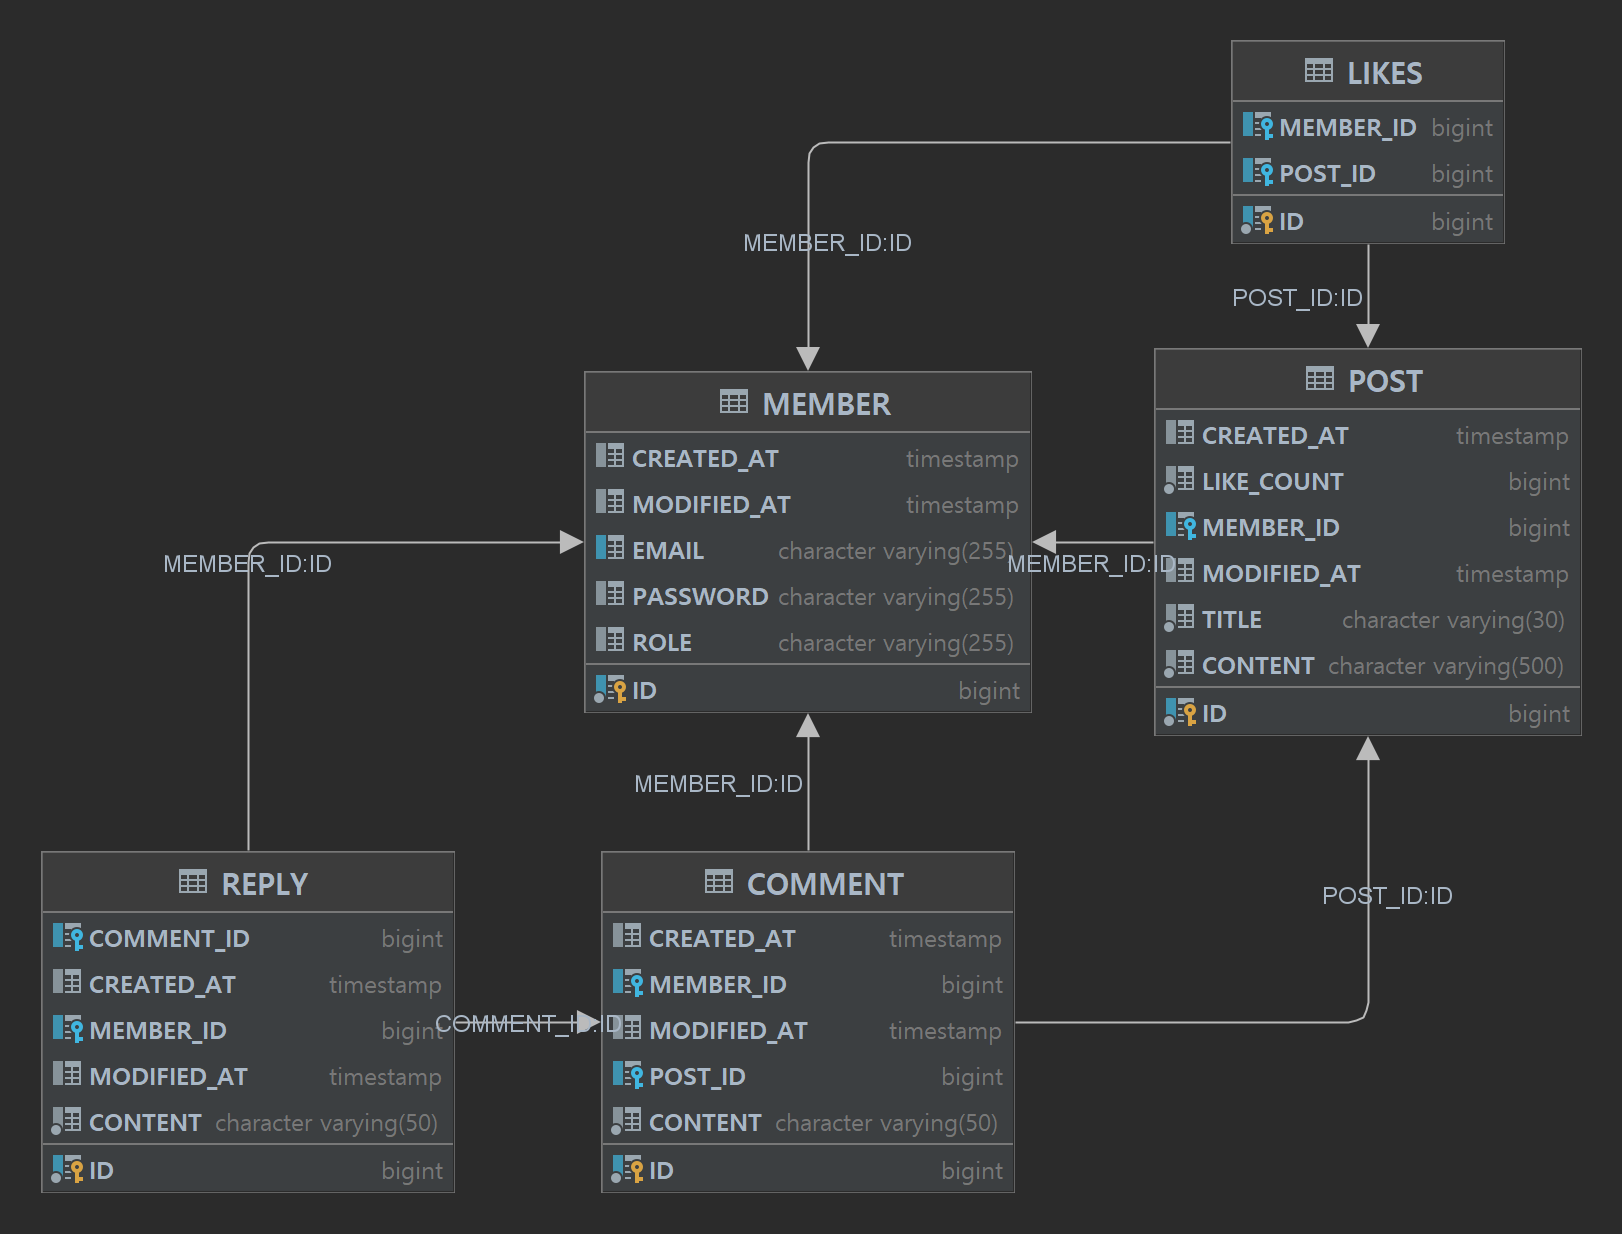 LIKES
MEMBER_ID bigint
POST_ID bigint
ID bigint
MEMBER_ID:ID
POST_ID:ID
MEMBER
CREATED_AT timestamp
MODIFIED_AT timestamp
EMAIL character varying(255)
PASSWORD character varying(255)
ROLE character varying(255)
ID bigint
POST
CREATED_AT timestamp
LIKE_COUNT bigint
MEMBER_ID bigint
MODIFIED_AT timestamp
TITLE character varying(30)
CONTENT character varying(500)
ID bigint
MEMBER_ID:ID
MEMBER_ID:ID
MEMBER_ID:ID
POST_ID:ID
REPLY
COMMENT_ID bigint
CREATED_AT timestamp
MEMBER_ID bigint
MODIFIED_AT timestamp
CONTENT character varying(50)
ID bigint
COMMENT_ID:ID
COMMENT
CREATED_AT timestamp
MEMBER_ID bigint
MODIFIED_AT timestamp
POST_ID bigint
CONTENT character varying(50)
ID bigint